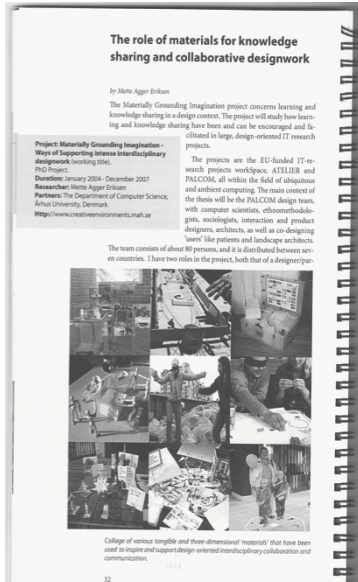 The role of materials for knowledge
sharing and collaborative designwork
by Mette Agger Eriksen
The Materially Grounding Imagination project concerns learning and
knowledge sharing in a design context. The project will study how learn-
ing and knowledge sharing have been and can be encouraged and fa-
cilitated in large, design-oriented IT research
projects.
Project: Materially Grounding Imagination -
Ways of Supporting intense interdisciplinary
designwork (working title).
PhD Project.
Duration: January 2004 - December 2007
Researcher: Mette Agger Eriksen
Partners: The Department of Computer Science,
Århus University, Denmark
Http://www.creativeenvironments.mah.se
The projects are the EU-funded IT-re-
search projects workSpace, ATELIER and
PALCOM, all within the field of ubiquitous
and ambient computing. The main context of
the thesis will be the PALCOM design team,
with computer scientists, ethnomethodolo-
gists, sociologists, interaction and product
designers, architects, as well as co-designing
'users' like patients and landscape architects.
The team consists of about 80 persons, and it is distributed between sev-
en countries. I have two roles in the project, both that of a designer/par-
Collage of various tangible and three-dimensional 'materials' that have been
used to inspire and support design-oriented interdisciplinary collaboration and
communication.
32